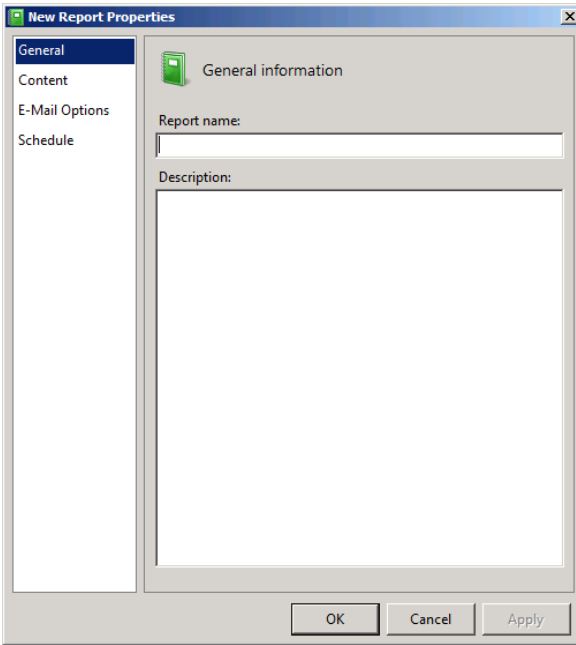 New Report Properties
General
Content
E-Mail Options
Schedule
General information
Report name:
Description:
OK
Cancel
Apply